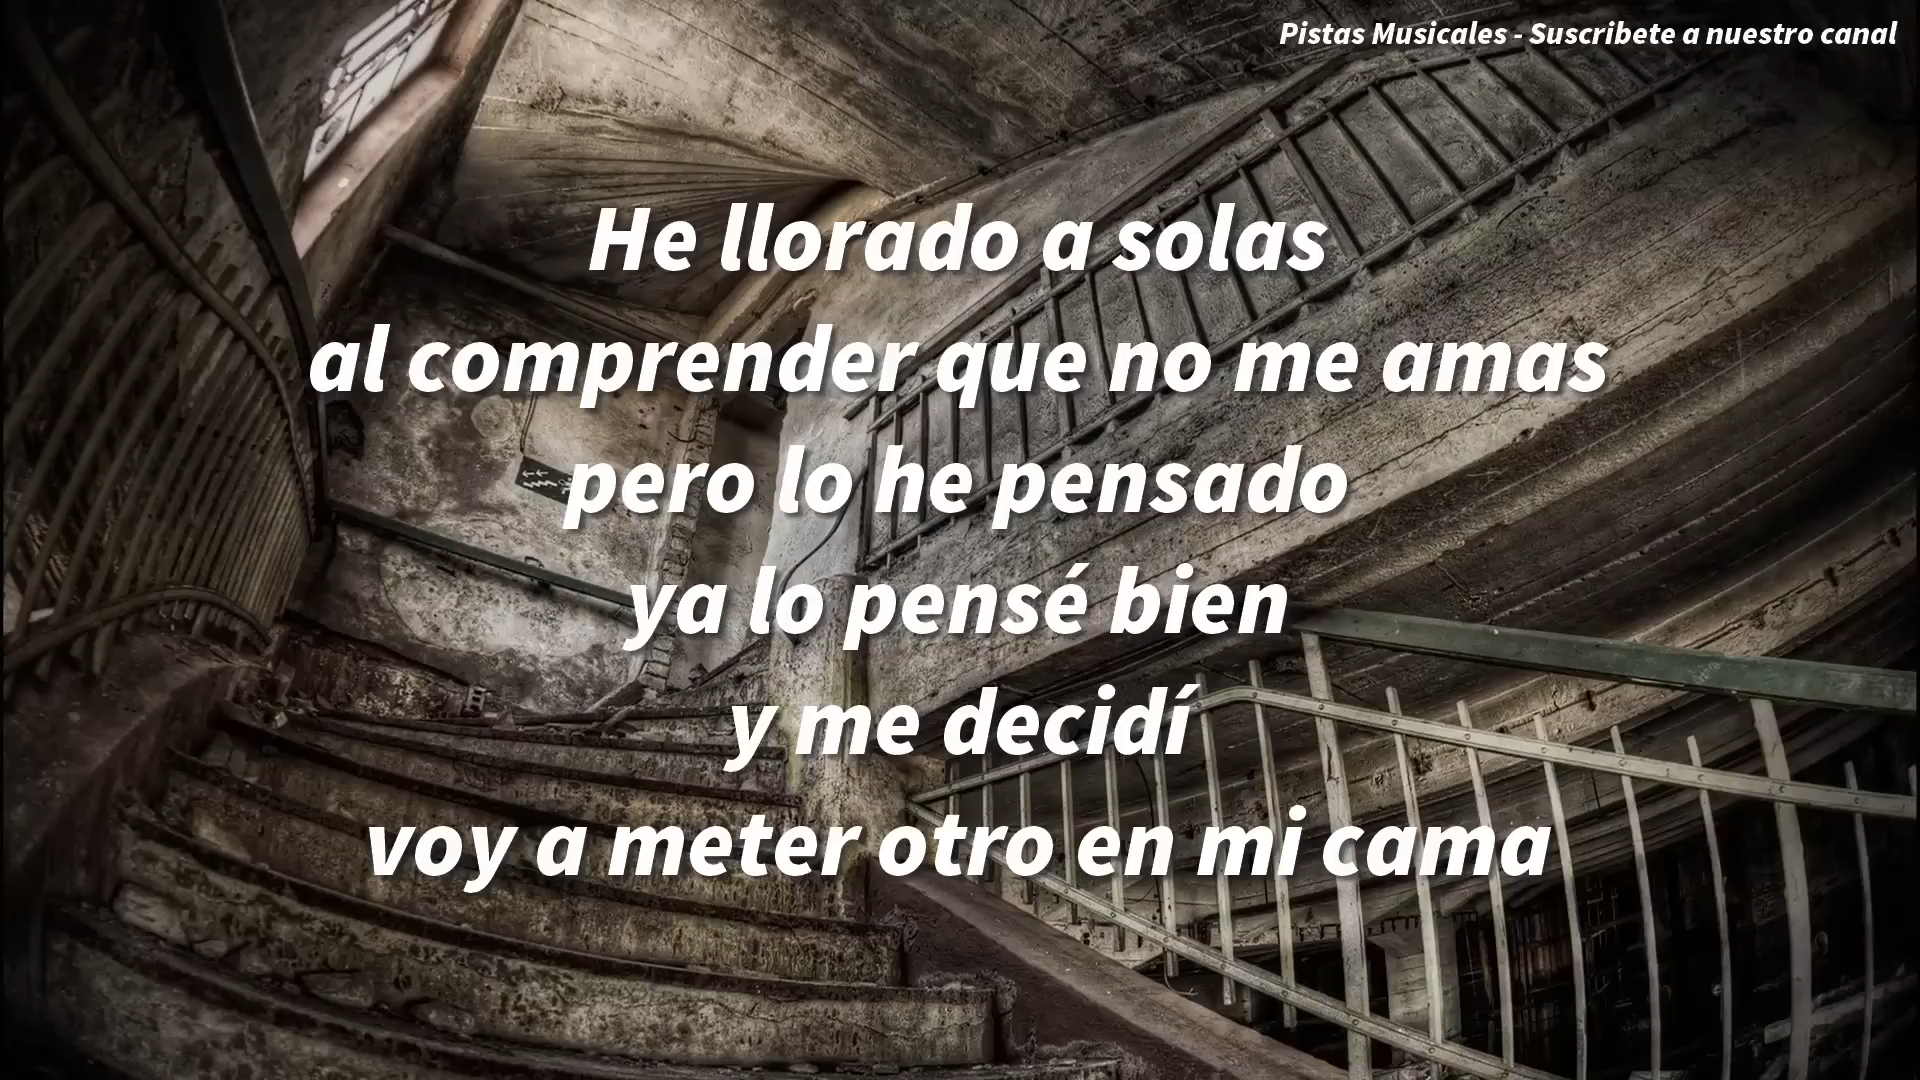 Pistas Musicales - Suscribete a nuestro canal
He llorado a solas
al comprender que no me amas
pero lo he pensado
ya lo pensé bien
y me decidí
voy a meter otro en mi cama